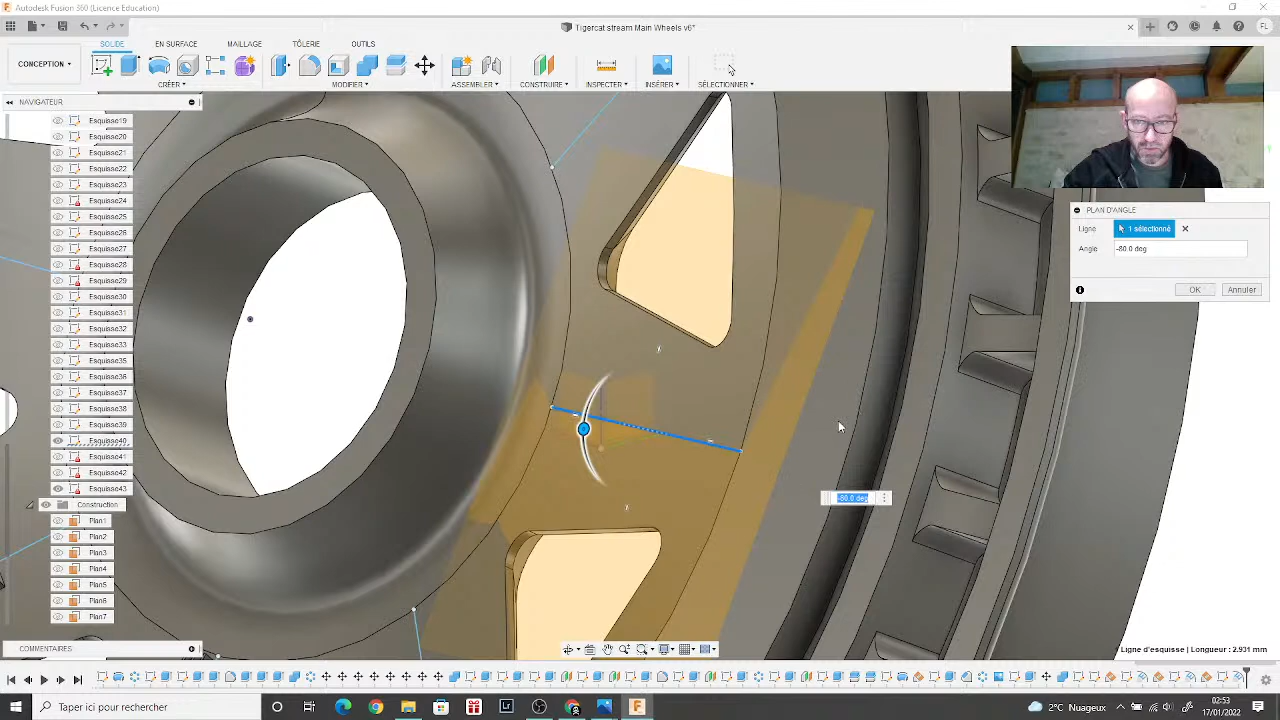 Autodesk Fusion 360 (Licence Education)
Tigercat stream Main Wheels v6*
FL
SOLIDE
EN SURFACE
MAILLAGE
TÔLERIE
OUTILS
CONCEPTION
CRÉER
MODIFIER
ASSEMBLER
CONSTRUIRE
INSPECTER
INSÉRER
SÉLECTIONNER
NAVIGATEUR
Esquisse19
Esquisse20
Esquisse21
Esquisse22
Esquisse23
Esquisse24
Esquisse25
Esquisse26
Esquisse27
Esquisse28
Esquisse29
Esquisse30
Esquisse31
Esquisse32
Esquisse33
Esquisse35
Esquisse36
Esquisse37
Esquisse38
Esquisse39
Esquisse40
Esquisse41
Esquisse42
Esquisse43
Construction
Plan1
Plan2
Plan3
Plan4
Plan5
Plan6
Plan7
PLAN D'ANGLE
Ligne 1 sélectionné
Angle -80.0 deg
OK Annuler
-80.0 deg
COMMENTAIRES
Ligne d'esquisse | Longueur : 2.931 mm
Taper ici pour rechercher
2°C Nuageux
02:53
17/01/2022